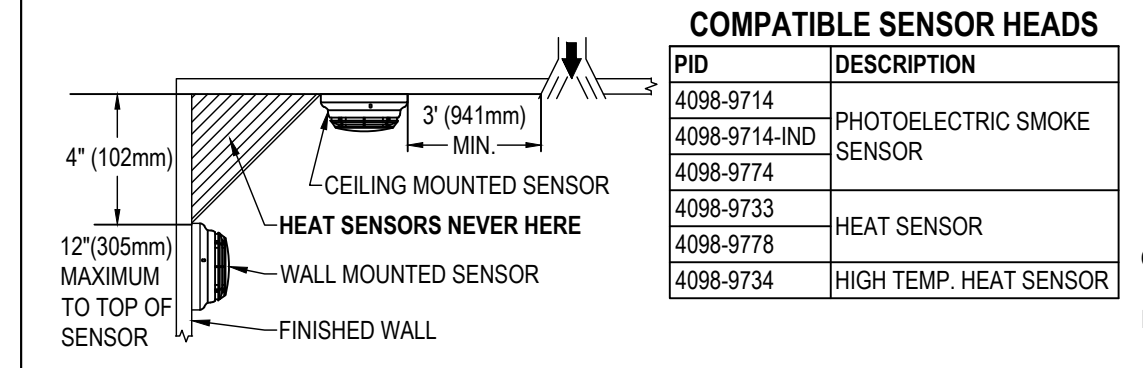 COMPATIBLE SENSOR HEADS
PID DESCRIPTION
4098-9714
4098-9714-IND
4098-9774
PHOTOELECTRIC SMOKE
SENSOR
4098-9733
4098-9778
HEAT SENSOR
4098-9734 HIGH TEMP. HEAT SENSOR
4" (102mm)
3' (941mm)
MIN.
CEILING MOUNTED SENSOR
HEAT SENSORS NEVER HERE
12"(305mm)
MAXIMUM
TO TOP OF
SENSOR
WALL MOUNTED SENSOR
FINISHED WALL